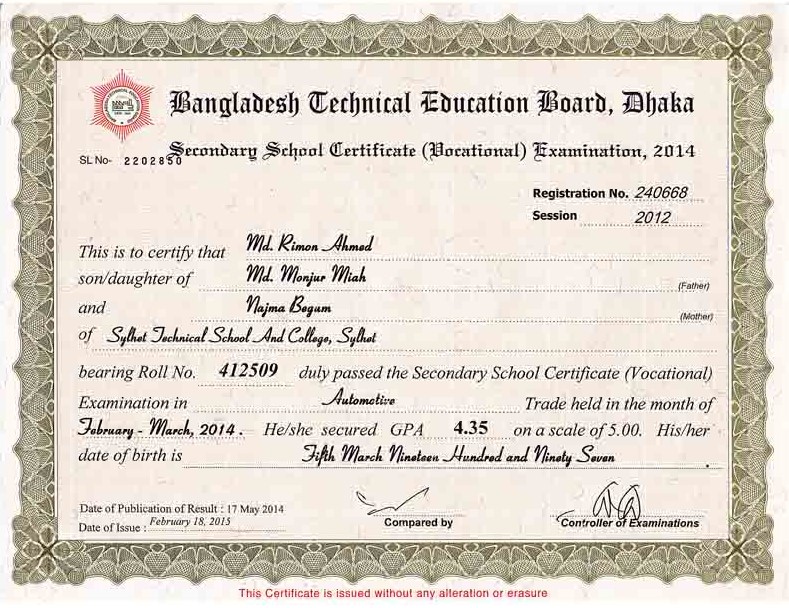 Bangladesh Technical Education Board, Dhaka
Secondary School Certificate (Vocational) Examination, 2014
SL No- 2202850
Registration No. 240668
Session 2012
This is to certify that Md. Rimon Ahmed
son/daughter of Md. Monjur Miah (Father)
and Najma Begum (Mother)
of Sylhet Technical School And College, Sylhet
bearing Roll No. 412509 duly passed the Secondary School Certificate (Vocational)
Examination in Automotive Trade held in the month of
February - March, 2014. He/she secured GPA 4.35 on a scale of 5.00. His/her
date of birth is Fifth March Nineteen Hundred and Ninety Seven.
Date of Publication of Result : 17 May 2014
Date of Issue : February 18, 2015
Compared by
Controller of Examinations
This Certificate is issued without any alteration or erasure